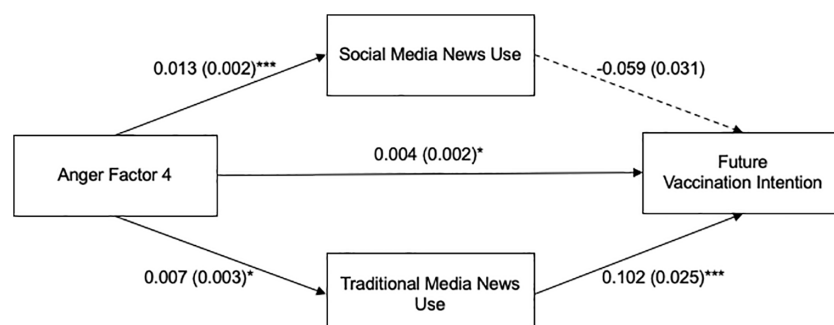 Social Media News Use
0.013 (0.002)***
-0.059 (0.031)
0.004 (0.002)*
Anger Factor 4
Future
Vaccination Intention
0.007 (0.003)*
Traditional Media News
Use
0.102 (0.025)***